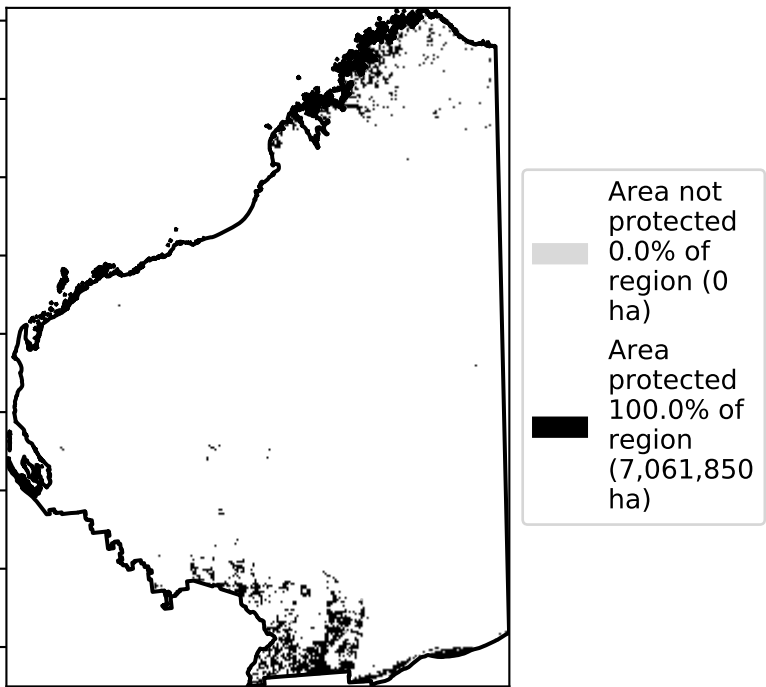 Area not
protected
0.0% of
region (0
ha)
Area
protected
100.0% of
region
(7,061,850
ha)